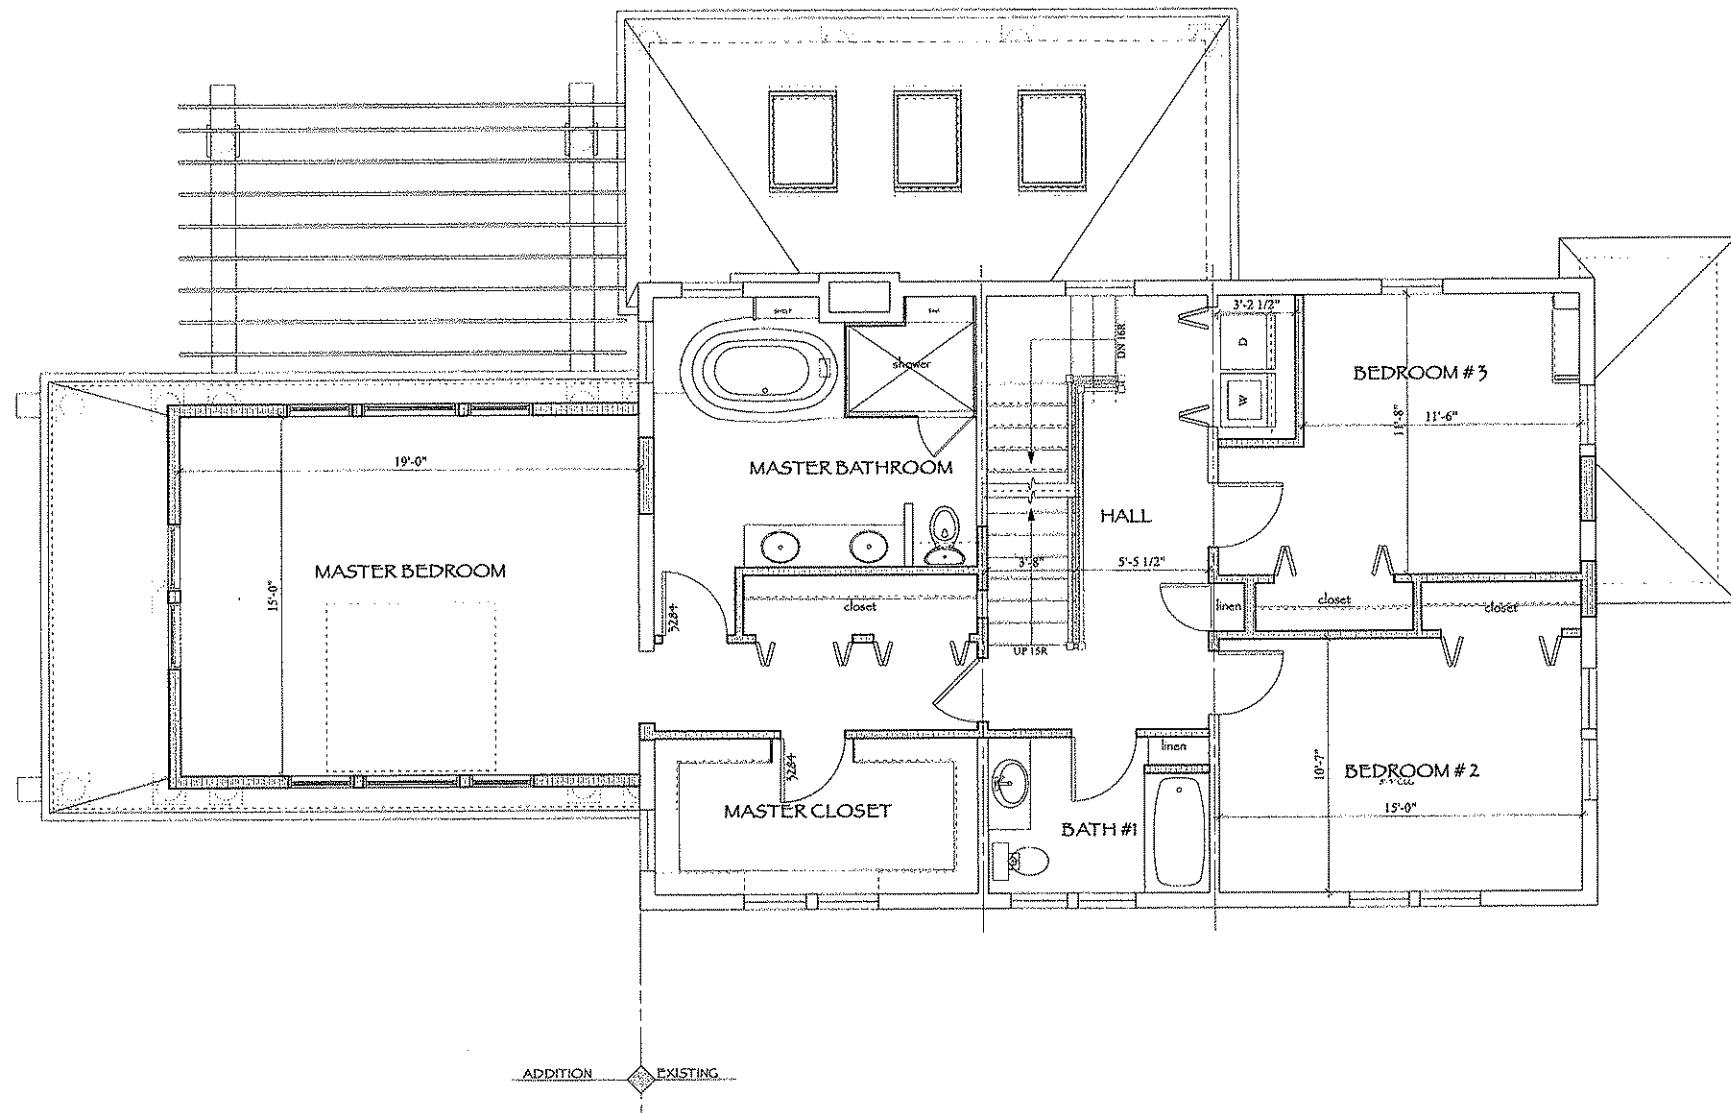 3'-2 1/2"
SHELF
shower
DN 16R
D
W
BEDROOM #3
11'-8"
11'-6"
19'-0"
MASTER BATHROOM
HALL
MASTER BEDROOM
15'-0"
3'-8"
5'-5 1/2"
3284
closet
linen
closet
closet
UP 15R
linen
3284
10'-7"
BEDROOM #2
15'-0"
MASTER CLOSET
BATH #1
ADDITION
EXISTING